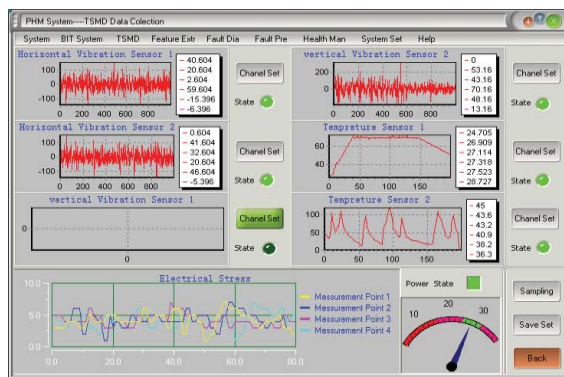 PHM System----TSMD Data Colection
System BIT System TSMD Feature Extr Fault Dia Fault Pre Health Man System Set Help
Horizontal Vibration Sensor 1
100
0
-100
0 200 400 600 800
40.604
20.604
2.604
59.604
-15.396
-6.396
Chanel Set
State
vertical Vibration Sensor 2
200
0
0 200 400 600 800
0
-53.16
-43.16
-70.16
-48.16
-13.16
Chanel Set
State
Horizontal Vibration Sensor 2
100
0
-100
0 200 400 600 800
0.604
41.604
32.604
20.604
46.604
-5.396
Chanel Set
State
Tempreture Sensor 1
60
40
0 50 100 150
24.705
26.909
27.114
27.318
27.523
28.727
Chanel Set
State
vertical Vibration Sensor 1
0
0
Chanel Set
State
Tempreture Sensor 2
100
50
0
0 50 100 150
45
43.6
43.2
40.9
38.2
36.3
Chanel Set
State
Electrical Stress
10.0
5.0
0.0
0.0 20.0 40.0 60.0 80.0
Messurement Point 1
Messurement Point 2
Messurement Point 3
Messurement Point 4
Power State
10 20 30
Sampling
Save Set
Back